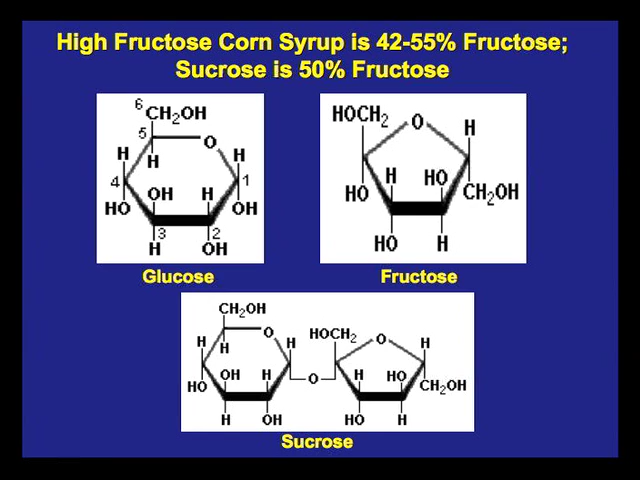 High Fructose Corn Syrup is 42-55% Fructose;
Sucrose is 50% Fructose
6 CH2OH
5 O
H H H
4 OH H 1
HO OH
3 2
H OH
Glucose
HOCH2 O H
H HO
HO CH2OH
HO H
Fructose
CH2OH
O HOCH2 O
H H H H
OH H H HO
HO O CH2OH
H OH HO H
Sucrose